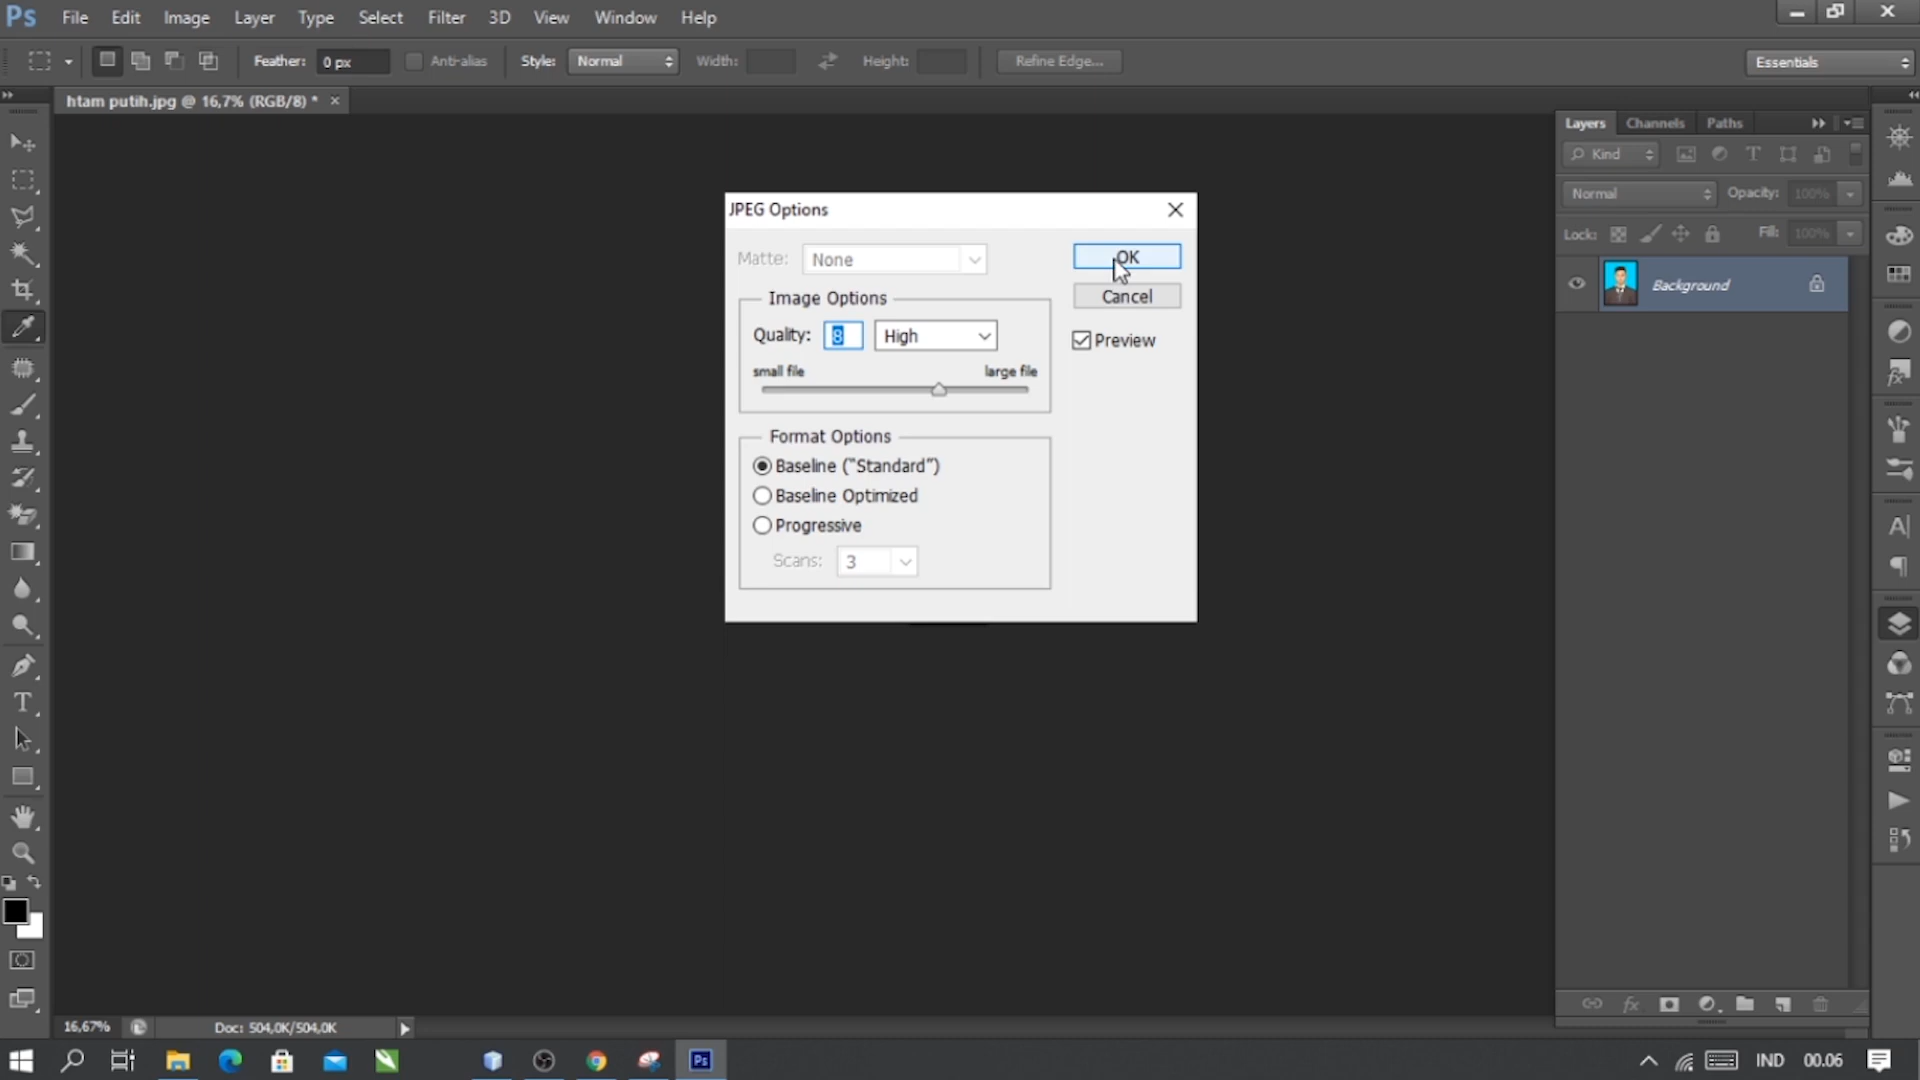 Ps File Edit Image Layer Type Select Filter 3D View Window Help
Feather: 0 px Anti-alias Style: Normal Width: Height: Refine Edge... Essentials
htam putih.jpg @ 16,7% (RGB/8) * ×
Layers Channels Paths
Kind
Normal Opacity: 100%
Lock: Fill: 100%
Background
JPEG Options
Matte: None
OK
Cancel
Preview
Image Options
Quality: 8 High
small file large file
Format Options
Baseline ("Standard")
Baseline Optimized
Progressive
Scans: 3
16,67% Doc: 504,0K/504,0K
Ps IND 00.06